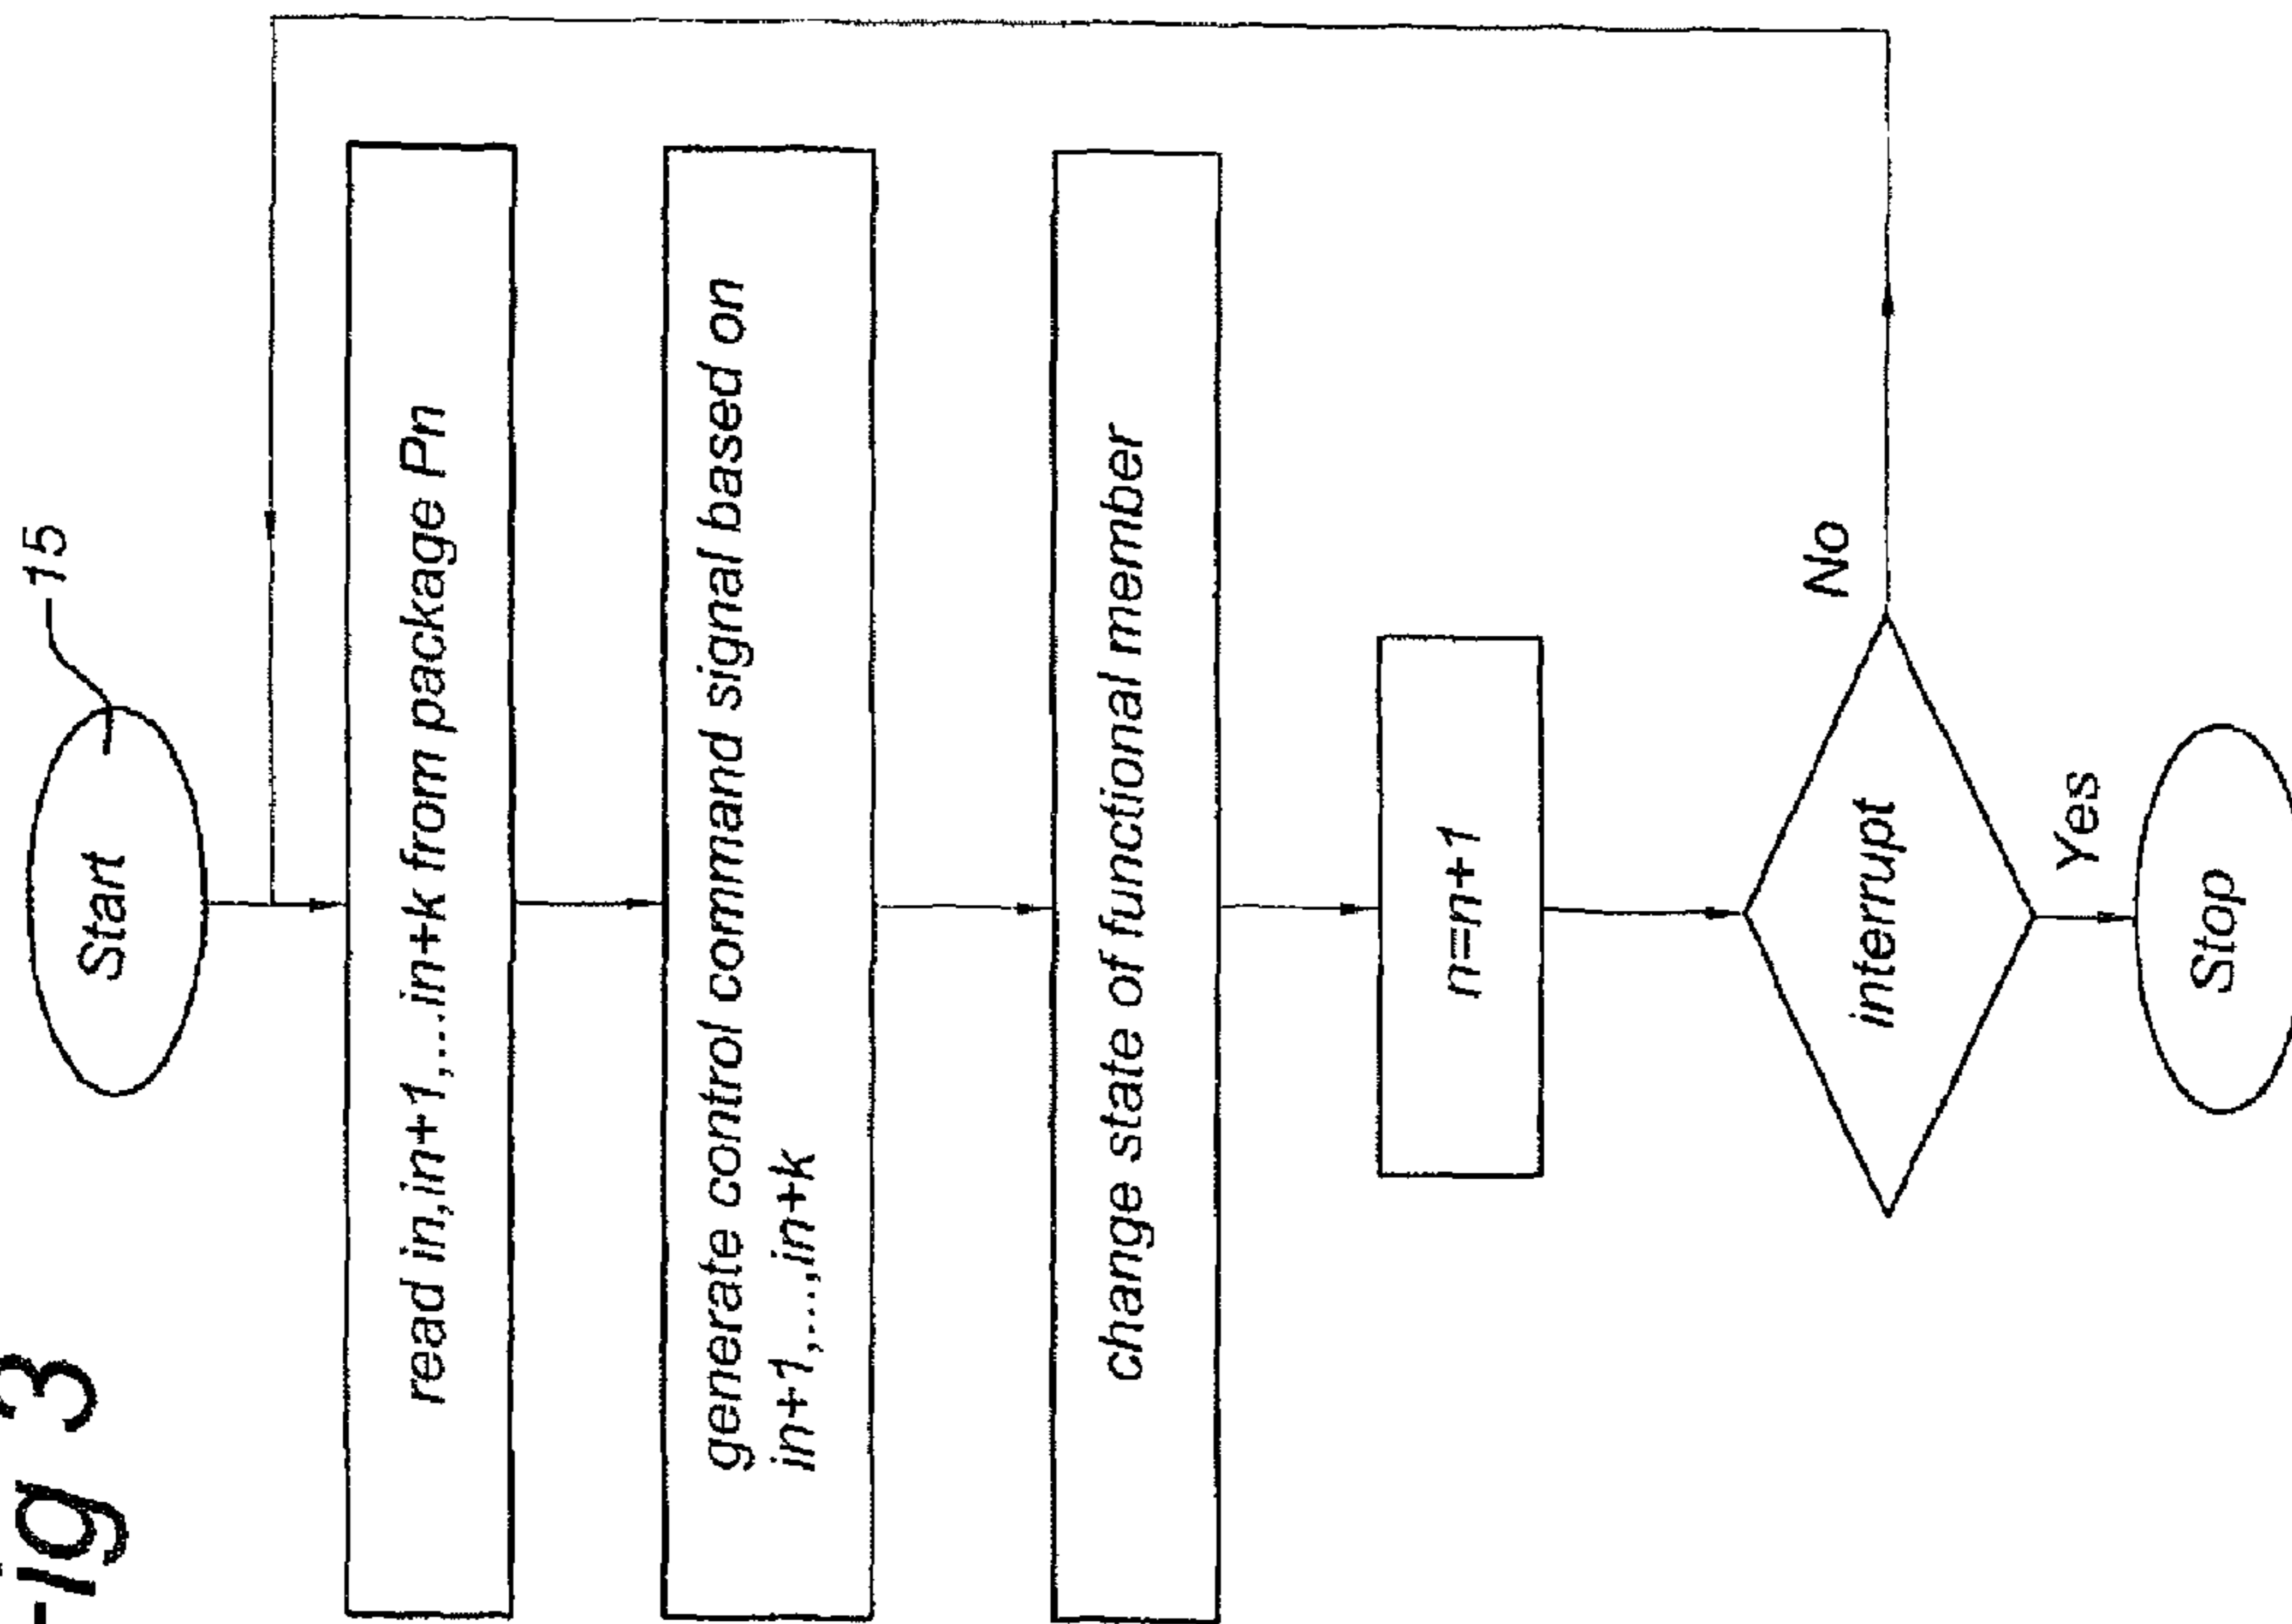 Fig 3
Start
15
read in,in+1,...in+k from package Pn
generate control command signal based on
in+1,...,in+k
change state of functional member
n=n+1
interrupt
No
Yes
Stop